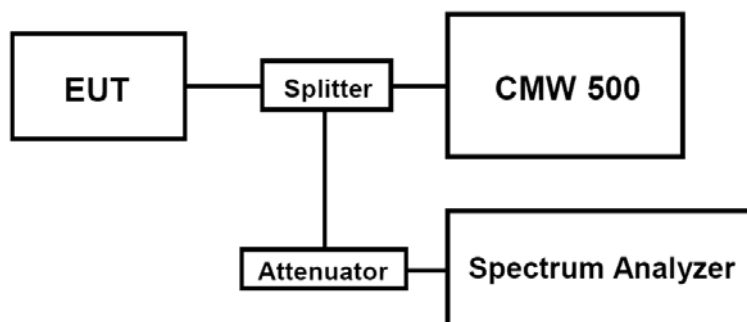 EUT
Splitter
CMW 500
Attenuator
Spectrum Analyzer